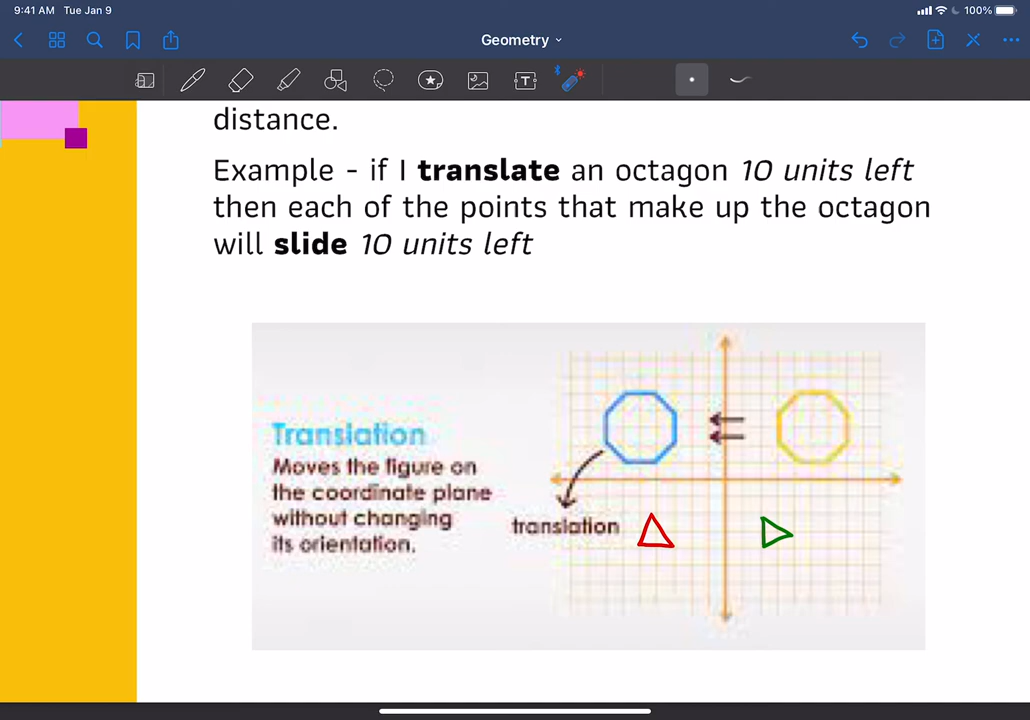 9:41 AM Tue Jan 9
100%
Geometry
T
distance.
Example - if I translate an octagon 10 units left
then each of the points that make up the octagon
will slide 10 units left
Translation
Moves the figure on
the coordinate plane
without changing
its orientation.
translation